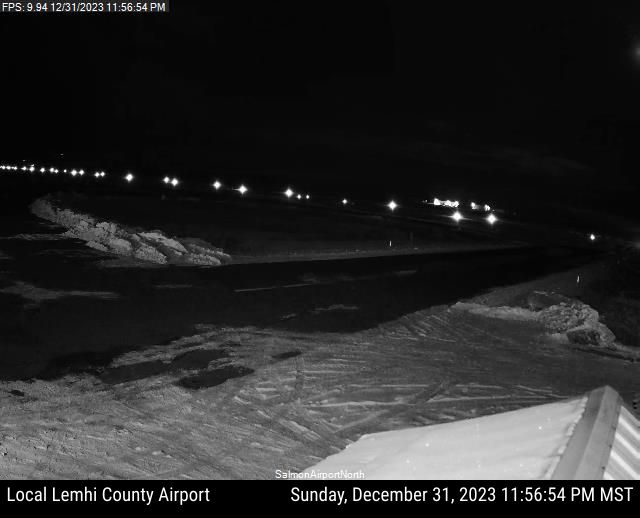 FPS: 9.94 12/31/2023 11:56:54 PM
SalmonAirportNorth
Local Lemhi County Airport Sunday, December 31, 2023 11:56:54 PM MST